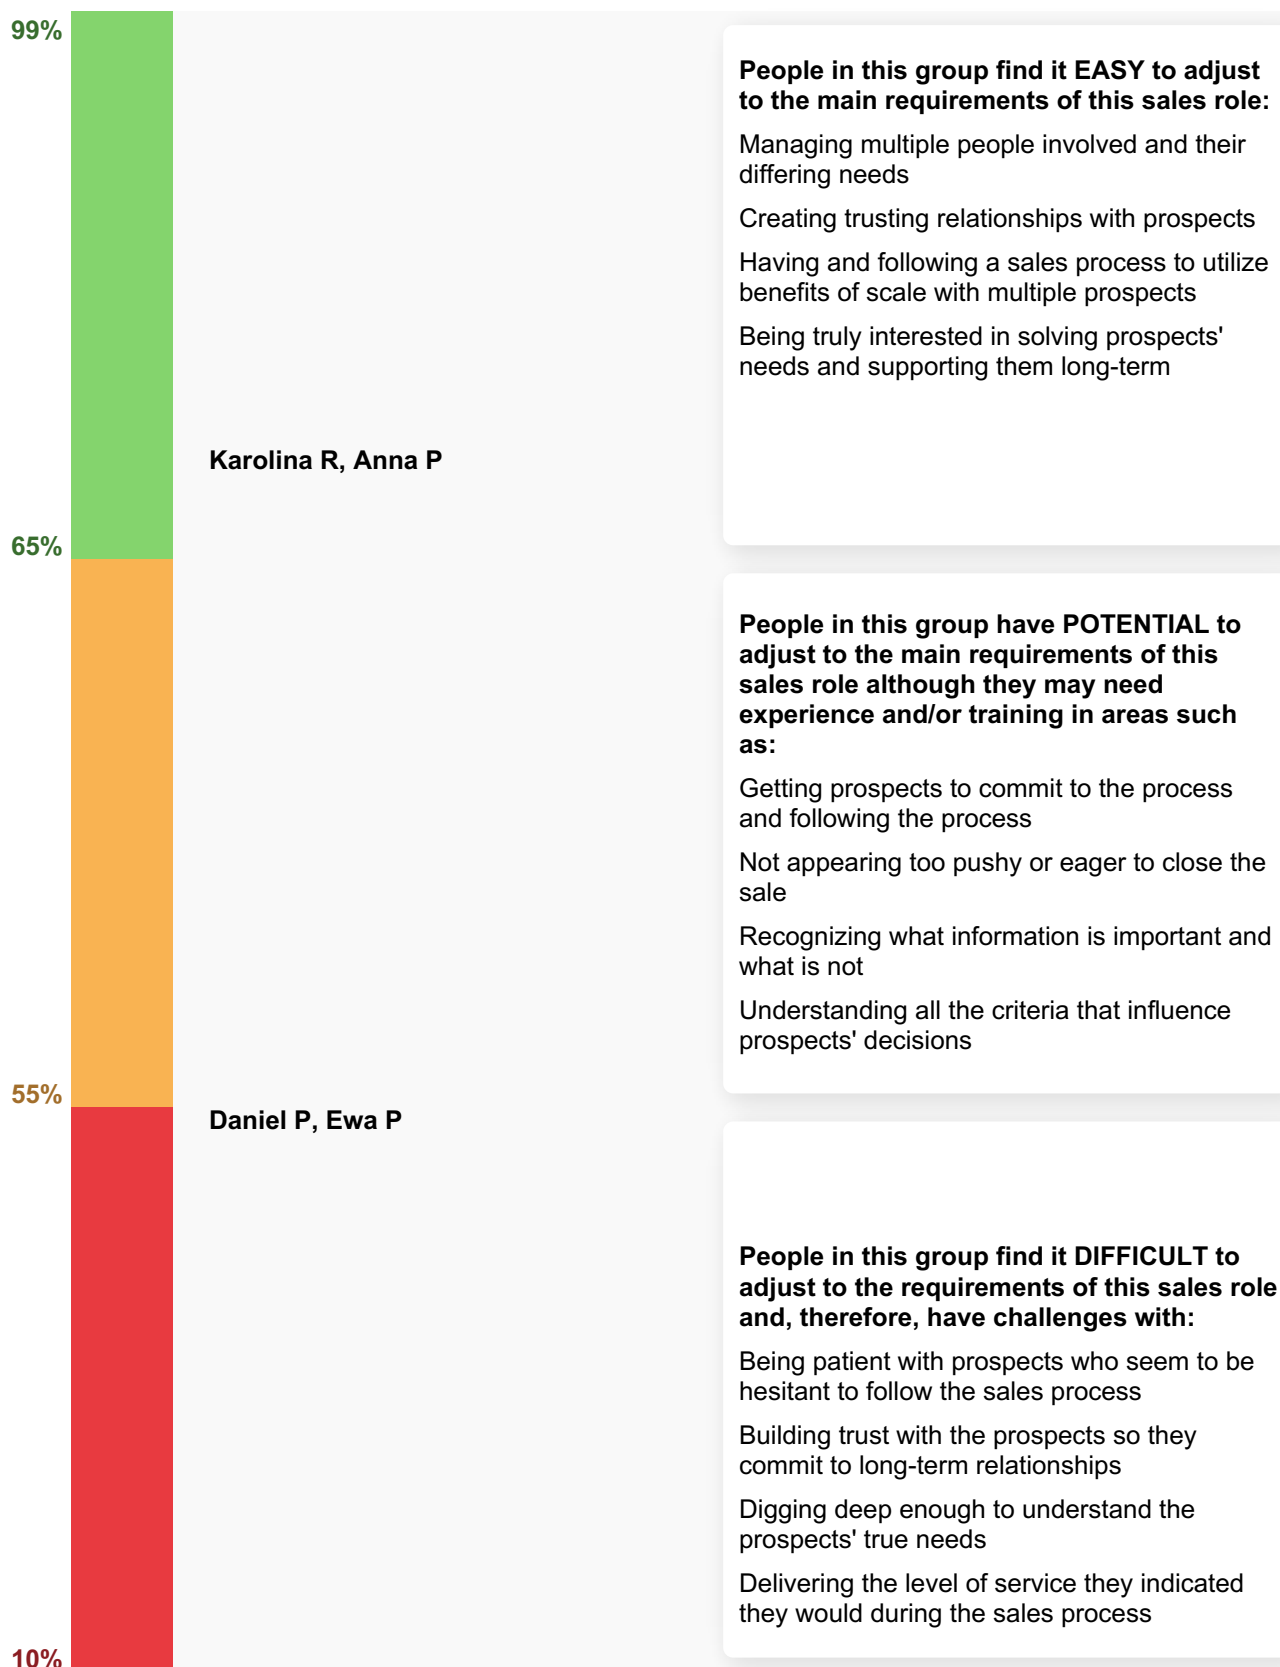 99%
People in this group find it EASY to adjust
to the main requirements of this sales role:
Managing multiple people involved and their
differing needs
Creating trusting relationships with prospects
Having and following a sales process to utilize
benefits of scale with multiple prospects
Being truly interested in solving prospects'
needs and supporting them long-term
Karolina R, Anna P
65%
People in this group have POTENTIAL to
adjust to the main requirements of this
sales role although they may need
experience and/or training in areas such
as:
Getting prospects to commit to the process
and following the process
Not appearing too pushy or eager to close the
sale
Recognizing what information is important and
what is not
Understanding all the criteria that influence
prospects' decisions
55%
Daniel P, Ewa P
People in this group find it DIFFICULT to
adjust to the requirements of this sales role
and, therefore, have challenges with:
Being patient with prospects who seem to be
hesitant to follow the sales process
Building trust with the prospects so they
commit to long-term relationships
Digging deep enough to understand the
prospects' true needs
Delivering the level of service they indicated
they would during the sales process
10%